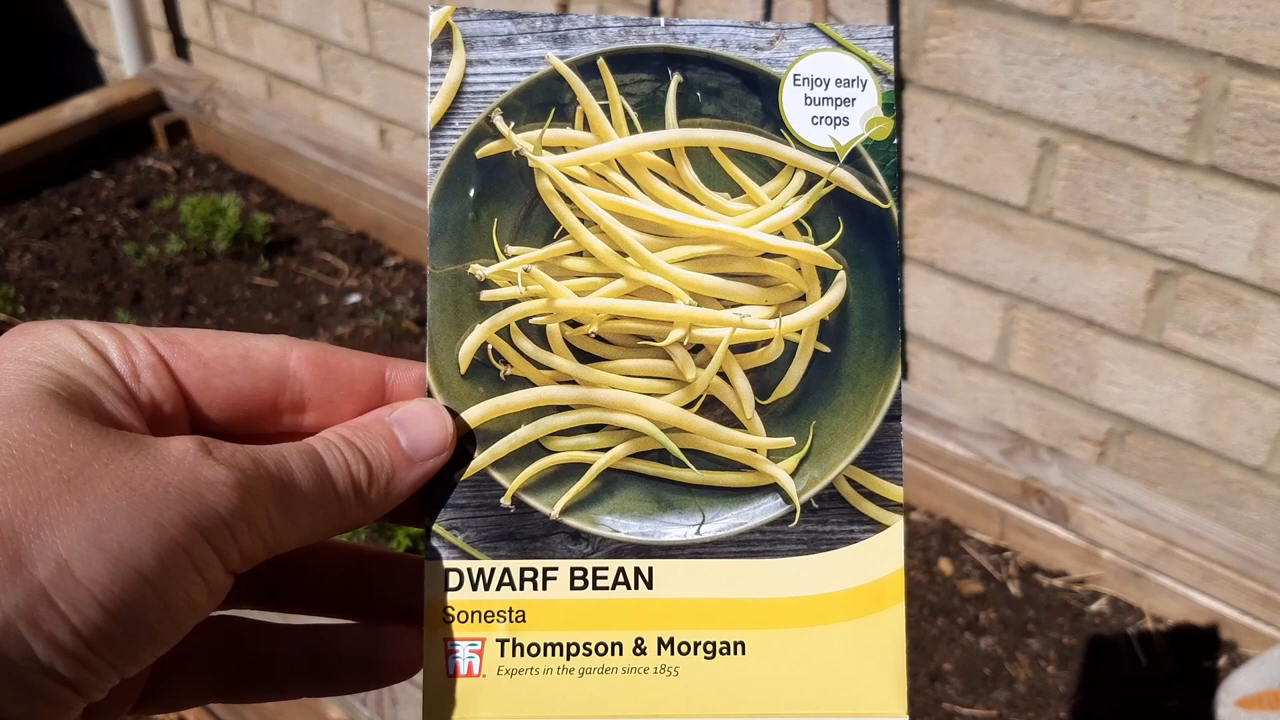 Enjoy early
bumper
crops
DWARF BEAN
Sonesta
Thompson & Morgan
Experts in the garden since 1855